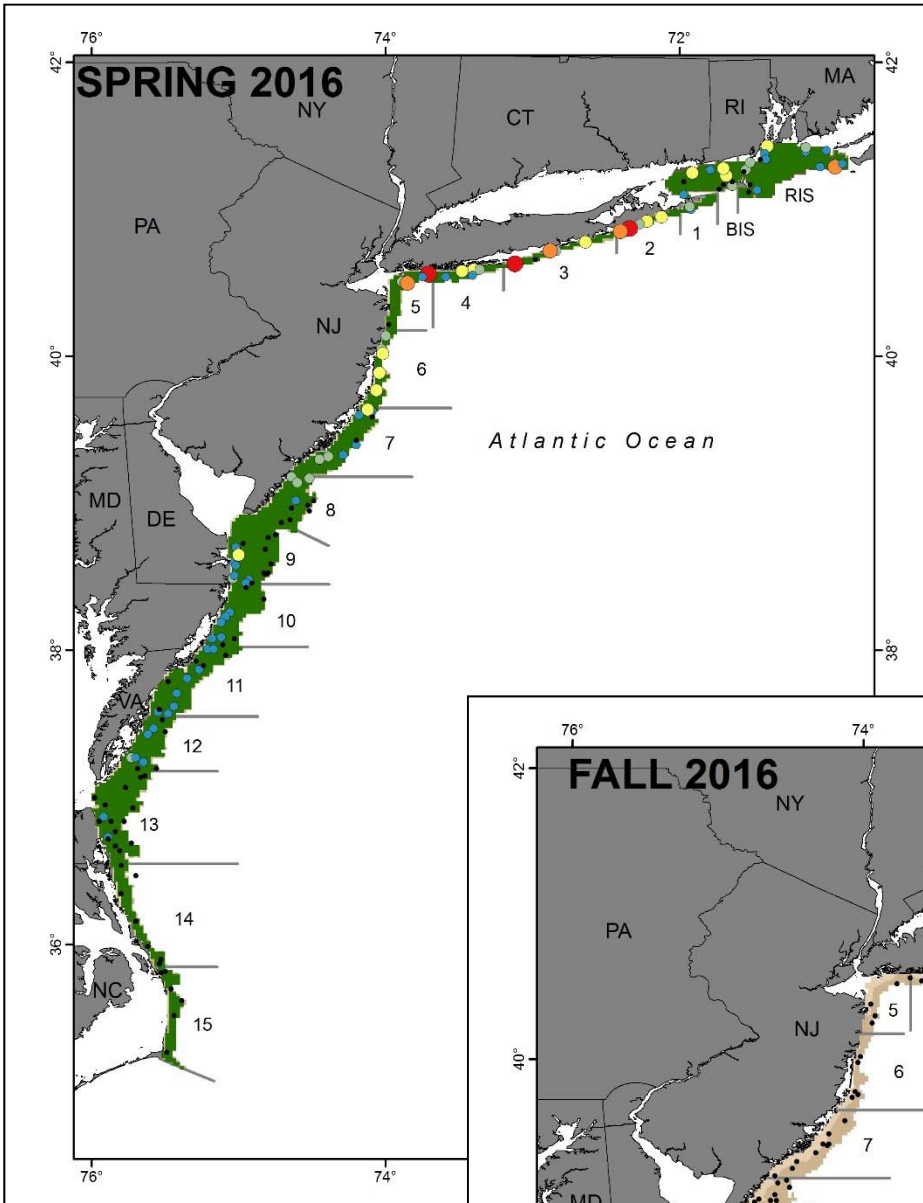 76° 74° 72°
42° 42°
SPRING 2016
NY CT RI MA
PA
RIS
BIS
1
2
3
4
5
NJ
40° 40°
6
Atlantic Ocean
7
MD
DE
8
9
10
38° 38°
11
VA
12
13
14
36°
NC
15
76° 74°
76° 74°
42°
FALL 2016
NY
PA
5
NJ
40°
6
7
MD